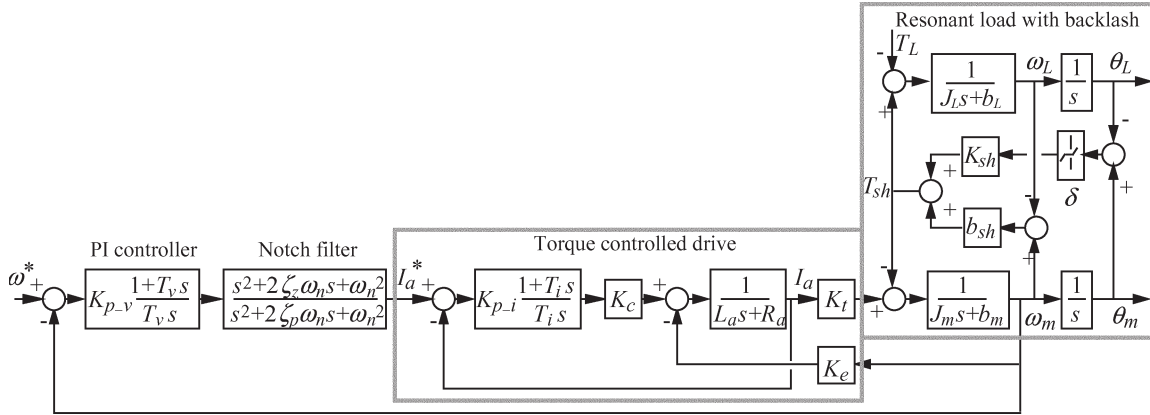 Resonant load with backlash
T_L
-
1
J_L s+b_L
ω_L
1
s
θ_L
+
-
K_sh
+
T_sh
δ
+
+
-
b_sh
+
PI controller
Notch filter
Torque controlled drive
ω* +
-
K_p_v 1+T_v s
T_v s
s²+2ζ_z ω_n s+ω_n²
s²+2ζ_p ω_n s+ω_n²
I_a* +
-
K_p_i 1+T_i s
T_i s
K_c
+
-
1
L_a s+R_a
I_a
K_t
-
+
1
J_m s+b_m
ω_m
1
s
θ_m
K_e